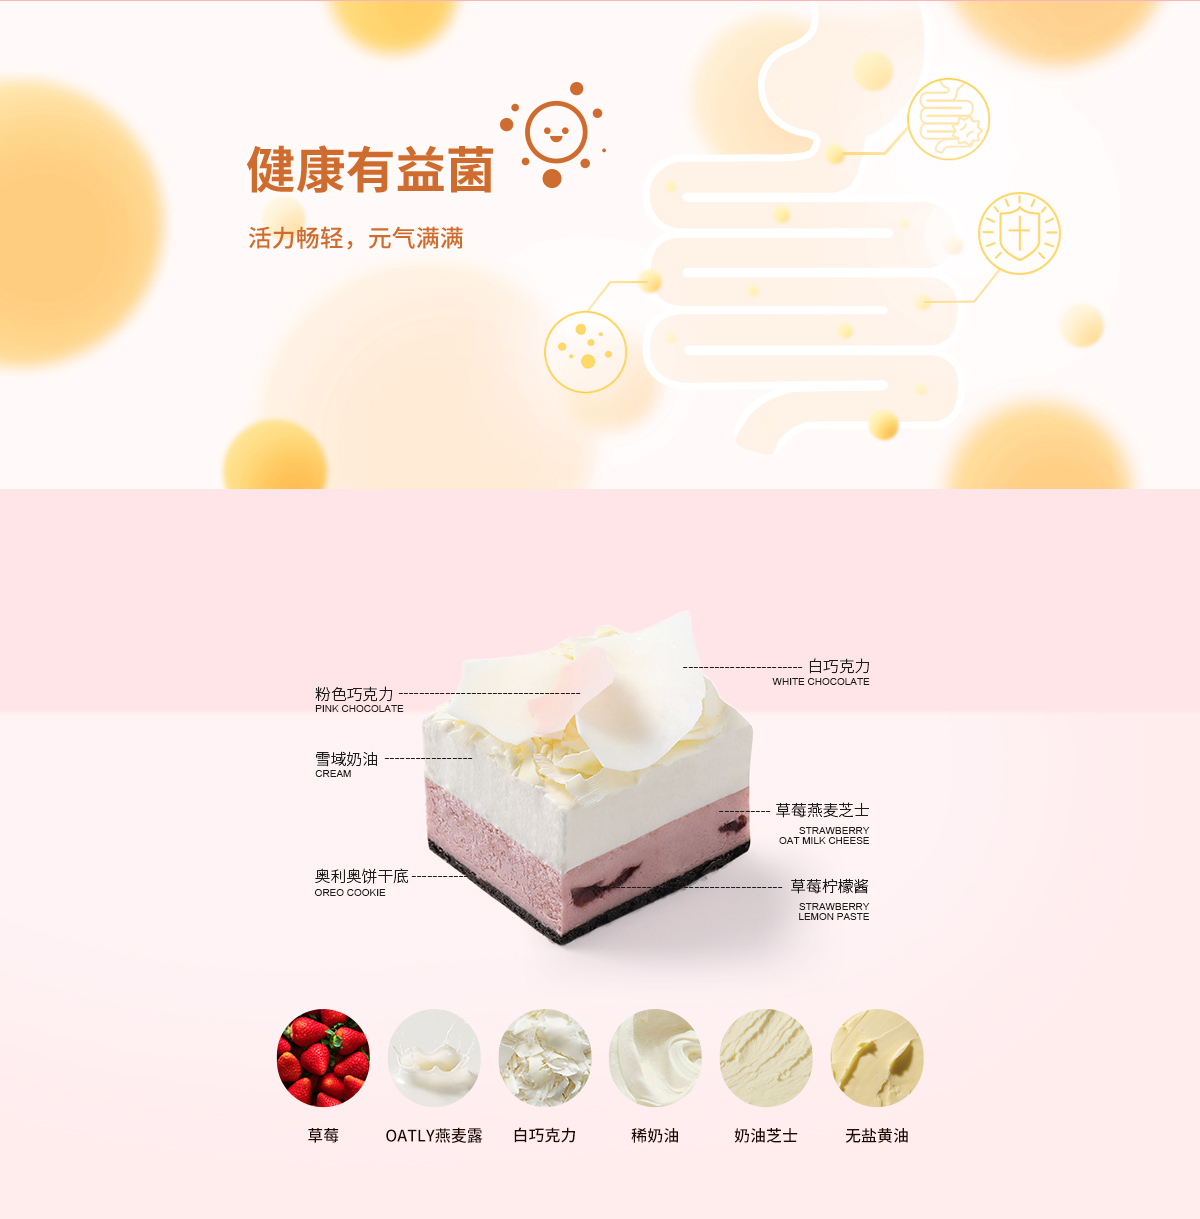 健康有益菌
活力畅轻，元气满满
白巧克力
WHITE CHOCOLATE
粉色巧克力
PINK CHOCOLATE
雪域奶油
CREAM
草莓燕麦芝士
STRAWBERRY
OAT MILK CHEESE
奥利奥饼干底
OREO COOKIE
草莓柠檬酱
STRAWBERRY
LEMON PASTE
草莓
OATLY燕麦露
白巧克力
稀奶油
奶油芝士
无盐黄油